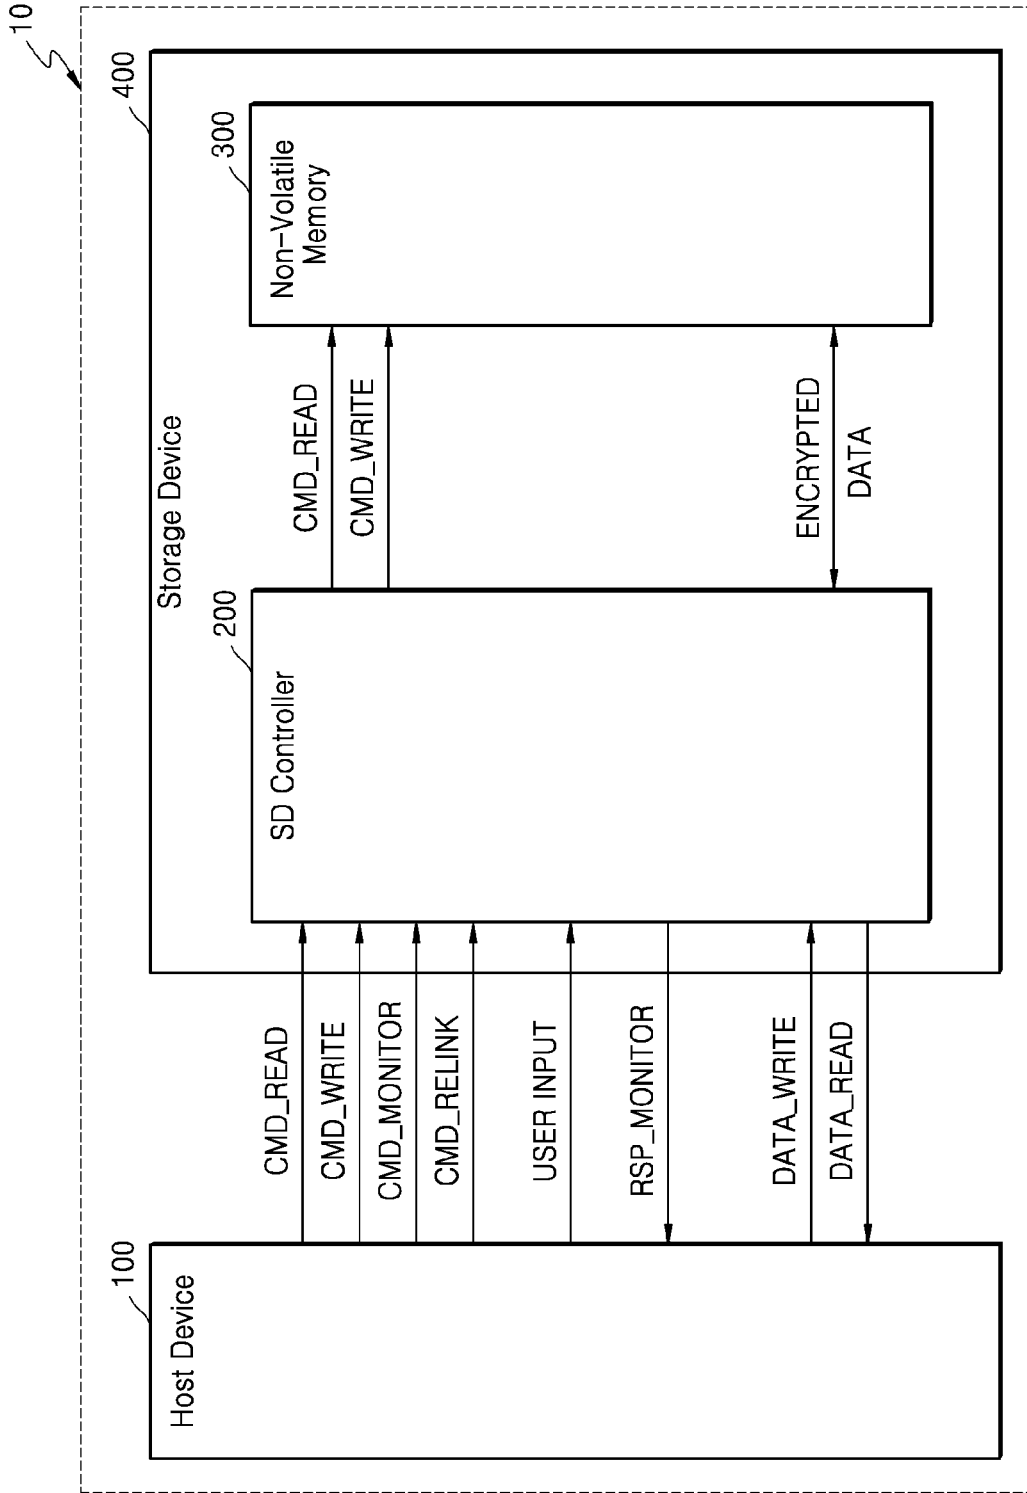 10
400
Storage Device
100
Host Device
200
SD Controller
300
Non-Volatile
Memory
CMD_READ
CMD_WRITE
CMD_MONITOR
CMD_RELINK
USER INPUT
RSP_MONITOR
DATA_WRITE
DATA_READ
CMD_READ
CMD_WRITE
ENCRYPTED
DATA